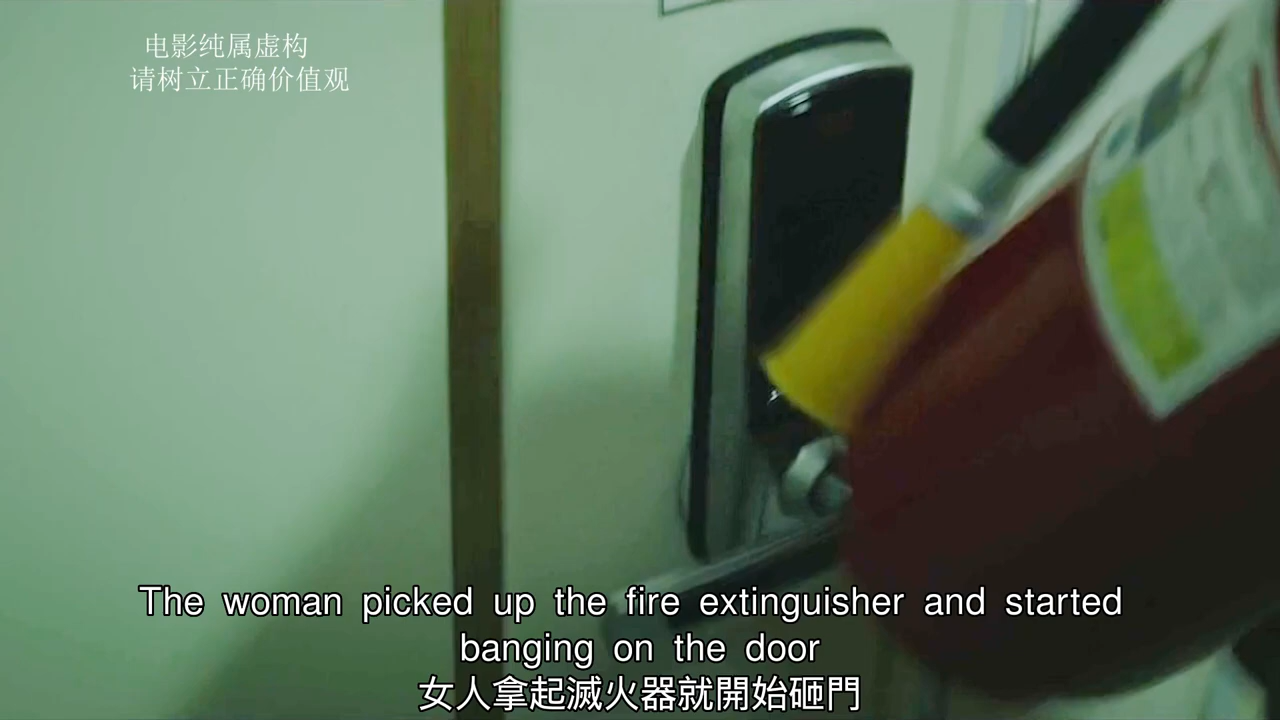 电影纯属虚构
请树立正确价值观
The woman picked up the fire extinguisher and started
banging on the door
女人拿起滅火器就開始砸門